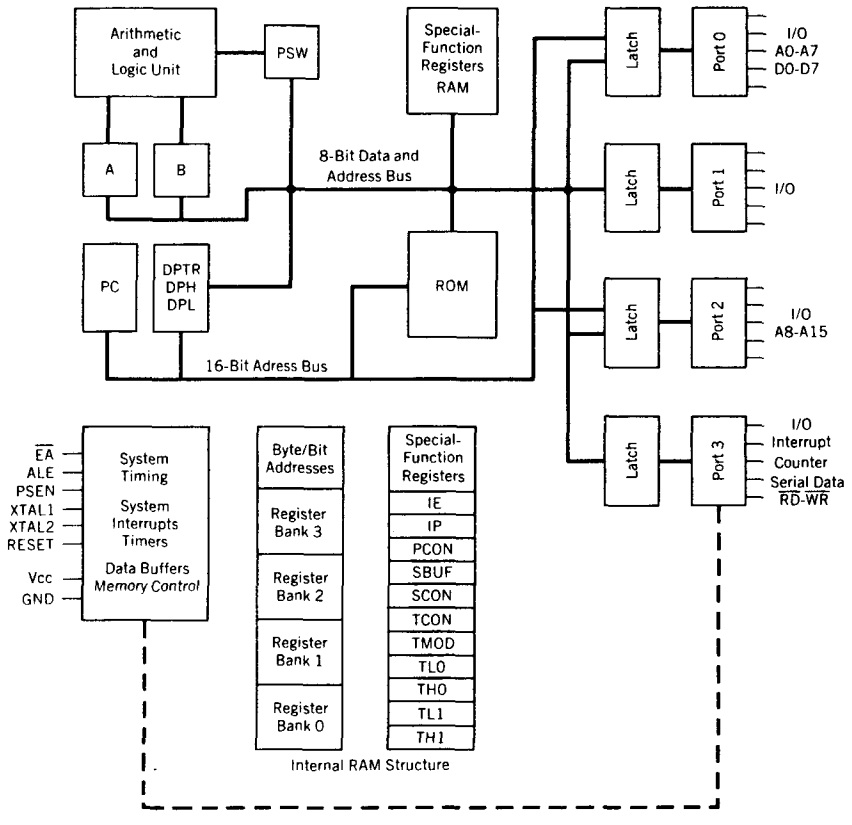 Arithmetic
and
Logic Unit
PSW
Special-
Function
Registers
RAM
Latch
Port 0
I/O
A0-A7
D0-D7
A
B
8-Bit Data and
Address Bus
Latch
Port 1
I/O
PC
DPTR
DPH
DPL
ROM
Latch
Port 2
I/O
A8-A15
16-Bit Adress Bus
EA
ALE
PSEN
XTAL1
XTAL2
RESET
Vcc
GND
System
Timing
System
Interrupts
Timers
Data Buffers
Memory Control
Byte/Bit
Addresses
Register
Bank 3
Register
Bank 2
Register
Bank 1
Register
Bank 0
Special-
Function
Registers
IE
IP
PCON
SBUF
SCON
TCON
TMOD
TL0
TH0
TL1
TH1
Internal RAM Structure
Latch
Port 3
I/O
Interrupt
Counter
Serial Data
RD-WR